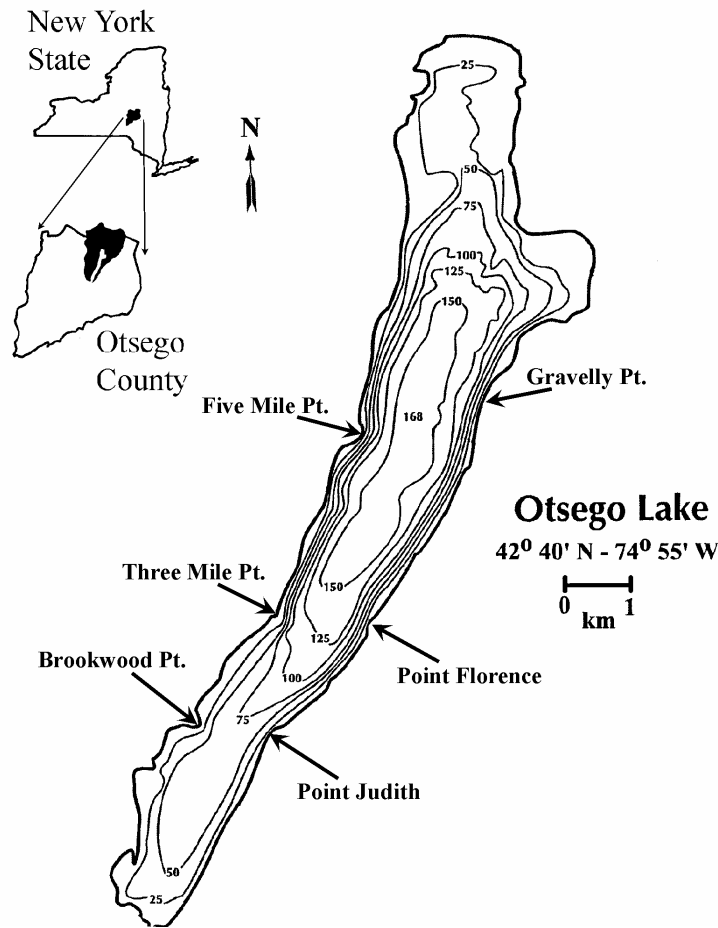 New York
State
N
Otsego
County
25
50
75
100
125
150
Gravelly Pt.
Five Mile Pt.
168
Otsego Lake
42⁰ 40' N - 74⁰ 55' W
0 1
km
Three Mile Pt.
150
125
Brookwood Pt.
100
Point Florence
75
Point Judith
50
25